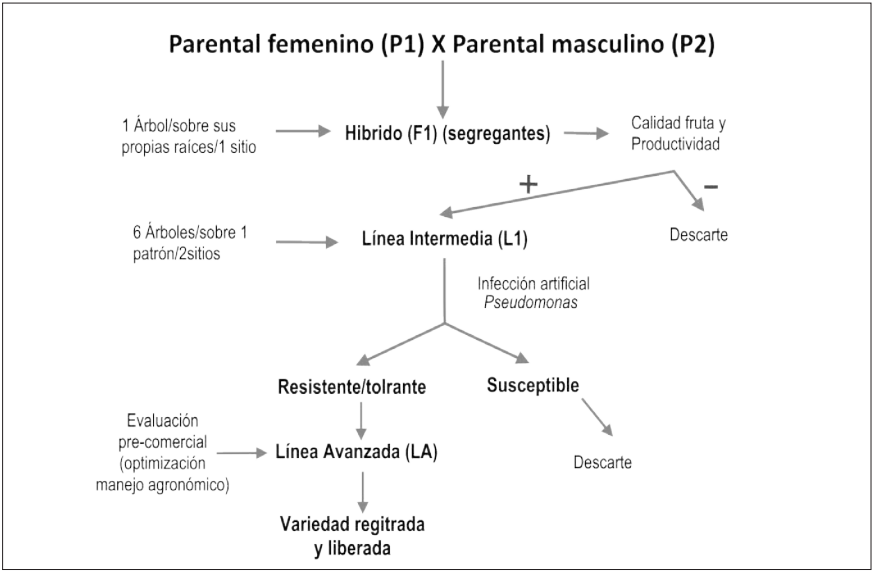 Parental femenino (P1) X Parental masculino (P2)
1 Árbol/sobre sus
propias raíces/1 sitio
Hibrido (F1) (segregantes)
Calidad fruta y
Productividad
+
–
6 Árboles/sobre 1
patrón/2sitios
Línea Intermedia (L1)
Descarte
Infección artificial
Pseudomonas
Resistente/tolrante
Susceptible
Evaluación
pre-comercial
(optimización
manejo agronómico)
Línea Avanzada (LA)
Descarte
Variedad regitrada
y liberada